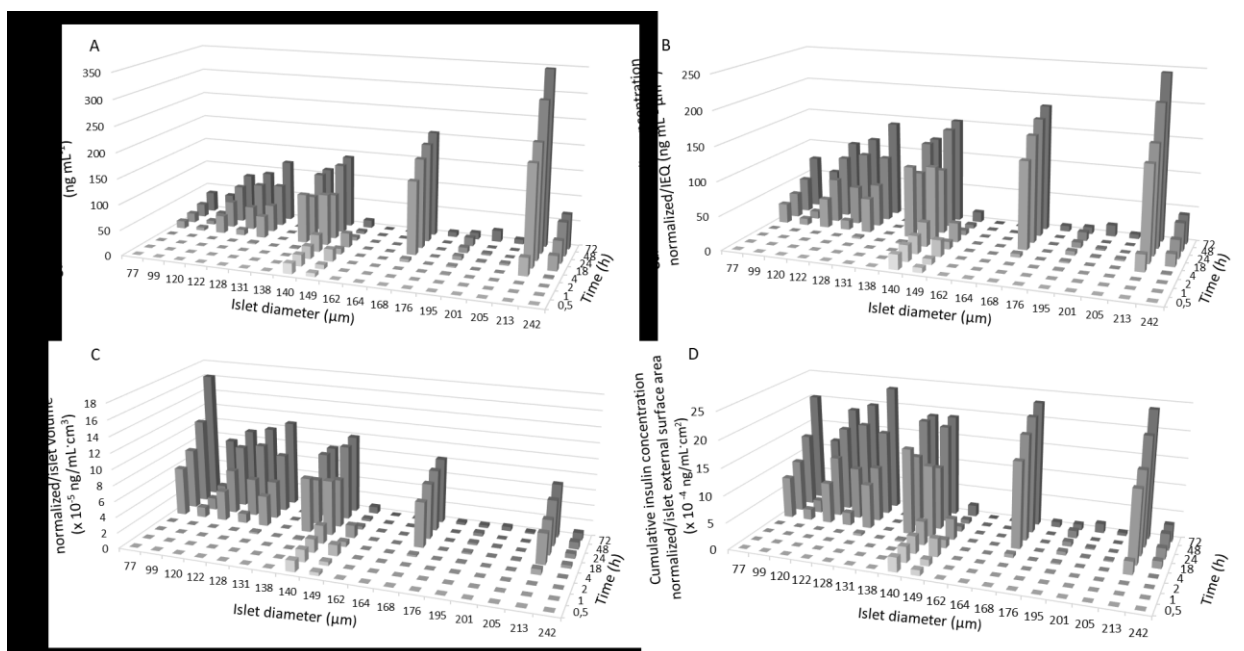 A
350
300
250
200
150
100
50
0
(ng mL⁻¹)
77 99 120 122 128 131 138 140 149 162 164 168 176 195 201 205 213 242
Islet diameter (µm)
0,5 1 2 4 18 24 48 72
Time (h)
B
250
200
150
100
50
0
normalized/IEQ (ng mL
77 99 120 122 128 131 138 140 149 162 164 168 176 195 201 205 213 242
Islet diameter (µm)
0,5 1 2 4 18 24 48 72
Time (h)
C
18
16
14
12
10
8
6
4
2
0
normalized/islet volume
(x 10⁻⁵ ng/mL·cm³)
77 99 120 122 128 131 138 140 149 162 164 168 176 195 201 205 213 242
Islet diameter (µm)
0,5 1 2 4 18 24 48 72
Time (h)
D
25
20
15
10
5
0
Cumulative insulin concentration
normalized/islet external surface area
(x 10⁻⁴ ng/mL·cm²)
77 99 120 122 128 131 138 140 149 162 164 168 176 195 201 205 213 242
Islet diameter (µm)
0,5 1 2 4 18 24 48 72
Time (h)